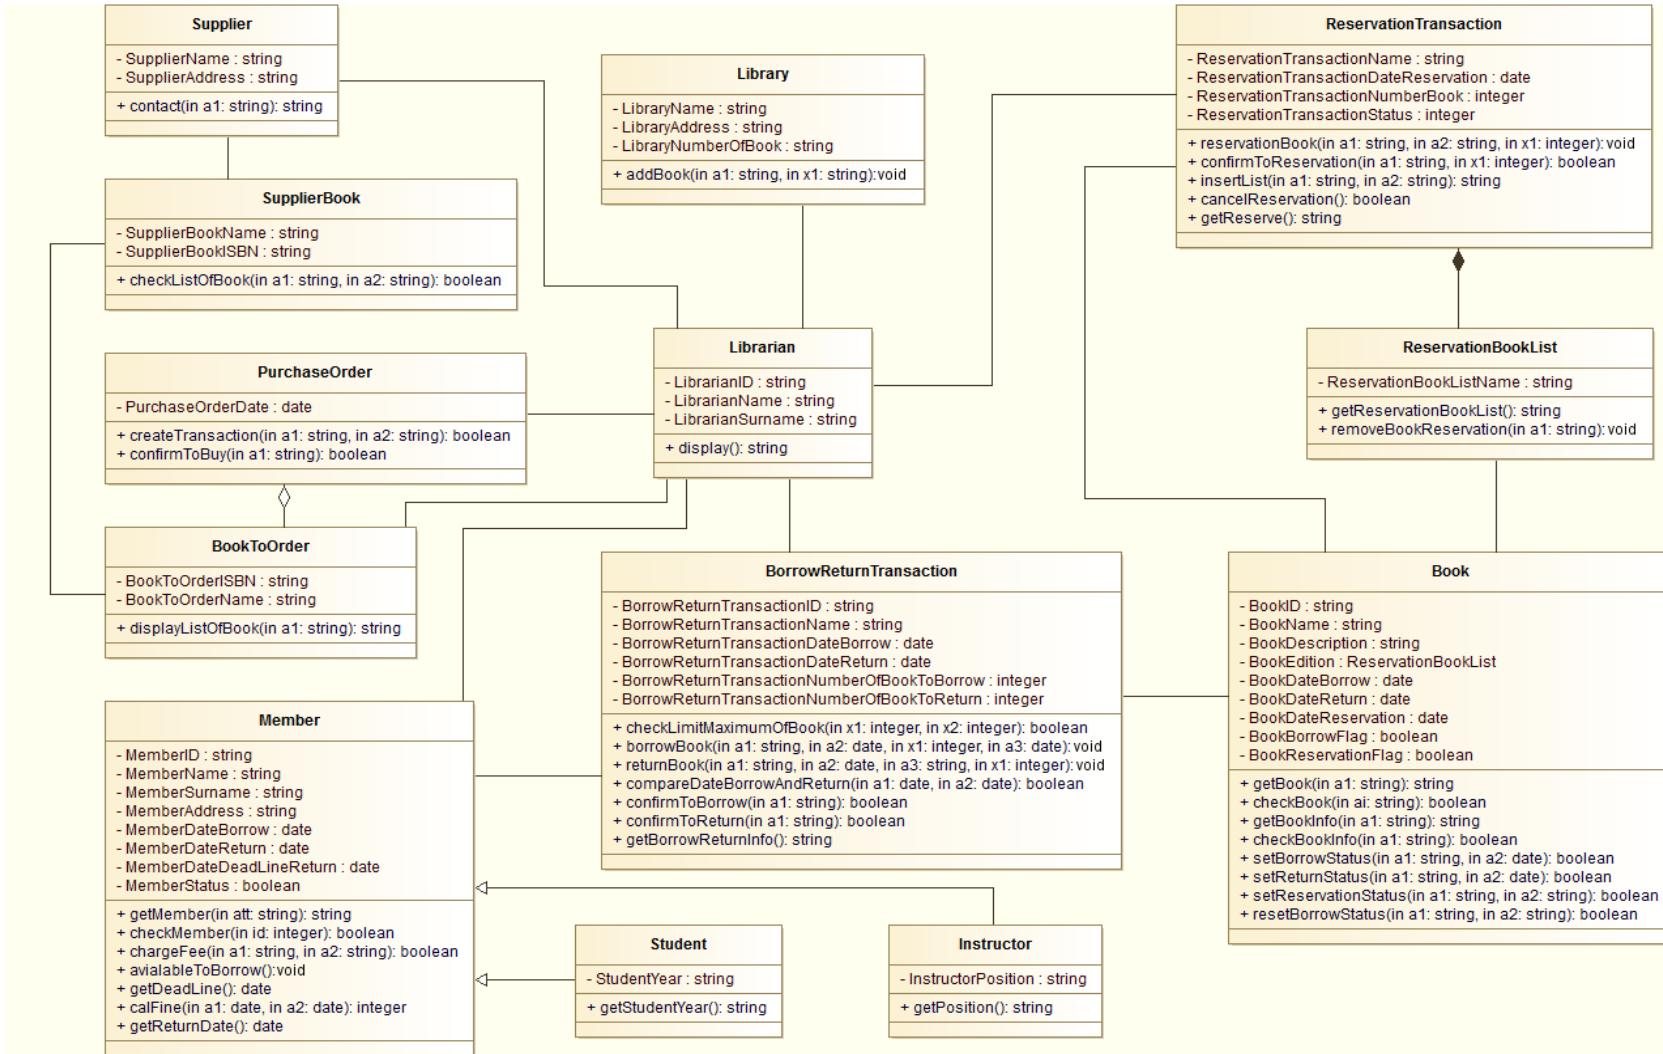 Supplier
- SupplierName : string
- SupplierAddress : string
+ contact(in a1: string): string
Library
- LibraryName : string
- LibraryAddress : string
- LibraryNumberOfBook : string
+ addBook(in a1: string, in x1: string):void
ReservationTransaction
- ReservationTransactionName : string
- ReservationTransactionDateReservation : date
- ReservationTransactionNumberBook : integer
- ReservationTransactionStatus : integer
+ reservationBook(in a1: string, in a2: string, in x1: integer):void
+ confirmToReservation(in a1: string, in x1: integer): boolean
+ insertList(in a1: string, in a2: string): string
+ cancelReservation(): boolean
+ getReserve(): string
SupplierBook
- SupplierBookName : string
- SupplierBookISBN : string
+ checkListOfBook(in a1: string, in a2: string): boolean
Librarian
- LibrarianID : string
- LibrarianName : string
- LibrarianSurname : string
+ display(): string
ReservationBookList
- ReservationBookListName : string
+ getReservationBookList(): string
+ removeBookReservation(in a1: string):void
PurchaseOrder
- PurchaseOrderDate : date
+ createTransaction(in a1: string, in a2: string): boolean
+ confirmToBuy(in a1: string): boolean
BookToOrder
- BookToOrderISBN : string
- BookToOrderName : string
+ displayListOfBook(in a1: string): string
BorrowReturnTransaction
- BorrowReturnTransactionID : string
- BorrowReturnTransactionName : string
- BorrowReturnTransactionDateBorrow : date
- BorrowReturnTransactionDateReturn : date
- BorrowReturnTransactionNumberOfBookToBorrow : integer
- BorrowReturnTransactionNumberOfBookToReturn : integer
+ checkLimitMaximumOfBook(in x1: integer, in x2: integer): boolean
+ borrowBook(in a1: string, in a2: date, in x1: integer, in a3: date):void
+ returnBook(in a1: string, in a2: date, in a3: string, in x1: integer):void
+ compareDateBorrowAndReturn(in a1: date, in a2: date): boolean
+ confirmToBorrow(in a1: string): boolean
+ confirmToReturn(in a1: string): boolean
+ getBorrowReturnInfo(): string
Book
- BookID : string
- BookName : string
- BookDescription : string
- BookEdition : ReservationBookList
- BookDateBorrow : date
- BookDateReturn : date
- BookDateReservation : date
- BookBorrowFlag : boolean
- BookReservationFlag : boolean
+ getBook(in a1: string): string
+ checkBook(in ai: string): boolean
+ getBookInfo(in a1: string): string
+ checkBookInfo(in a1: string): boolean
+ setBorrowStatus(in a1: string, in a2: date): boolean
+ setReturnStatus(in a1: string, in a2: date): boolean
+ setReservationStatus(in a1: string, in a2: string): boolean
+ resetBorrowStatus(in a1: string, in a2: string): boolean
Member
- MemberID : string
- MemberName : string
- MemberSurname : string
- MemberAddress : string
- MemberDateBorrow : date
- MemberDateReturn : date
- MemberDateDeadLineReturn : date
- MemberStatus : boolean
+ getMember(in att: string): string
+ checkMember(in id: integer): boolean
+ chargeFee(in a1: string, in a2: string): boolean
+ avialableToBorrow():void
+ getDeadLine(): date
+ calFine(in a1: date, in a2: date): integer
+ getReturnDate(): date
Student
- StudentYear : string
+ getStudentYear(): string
Instructor
- InstructorPosition : string
+ getPosition(): string